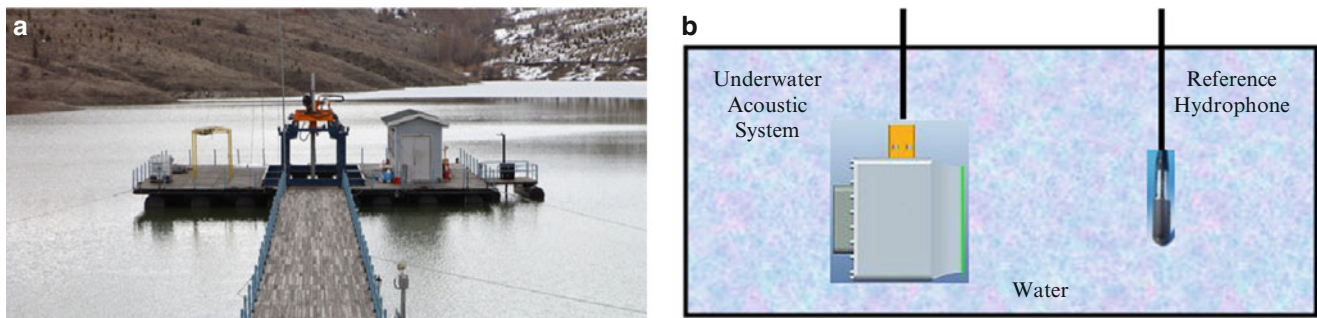 a
b
Underwater
Acoustic
System
Reference
Hydrophone
Water